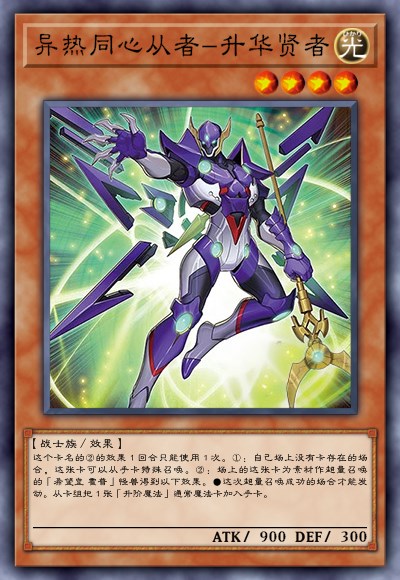 异热同心从者-升华贤者
光
【战士族／效果】
这个卡名的②的效果1回合只能使用1次。①：自己场上没有卡存在的场
合，这张卡可以从手卡特殊召唤。②：场上的这张卡为素材作超量召唤
的「希望皇 霍普」怪兽得到以下效果。●这次超量召唤成功的场合才能发
动。从卡组把1张「升阶魔法」通常魔法卡加入手卡。
ATK/ 900 DEF/ 300